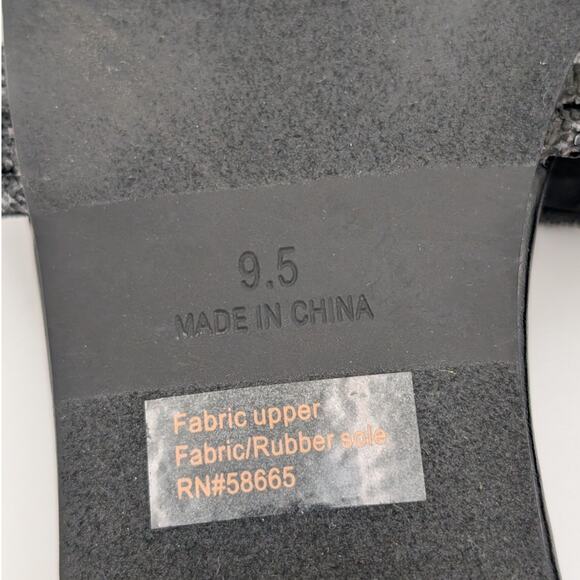 9.5
MADE IN CHINA
Fabric upper
Fabric/Rubber sole
RN#58665